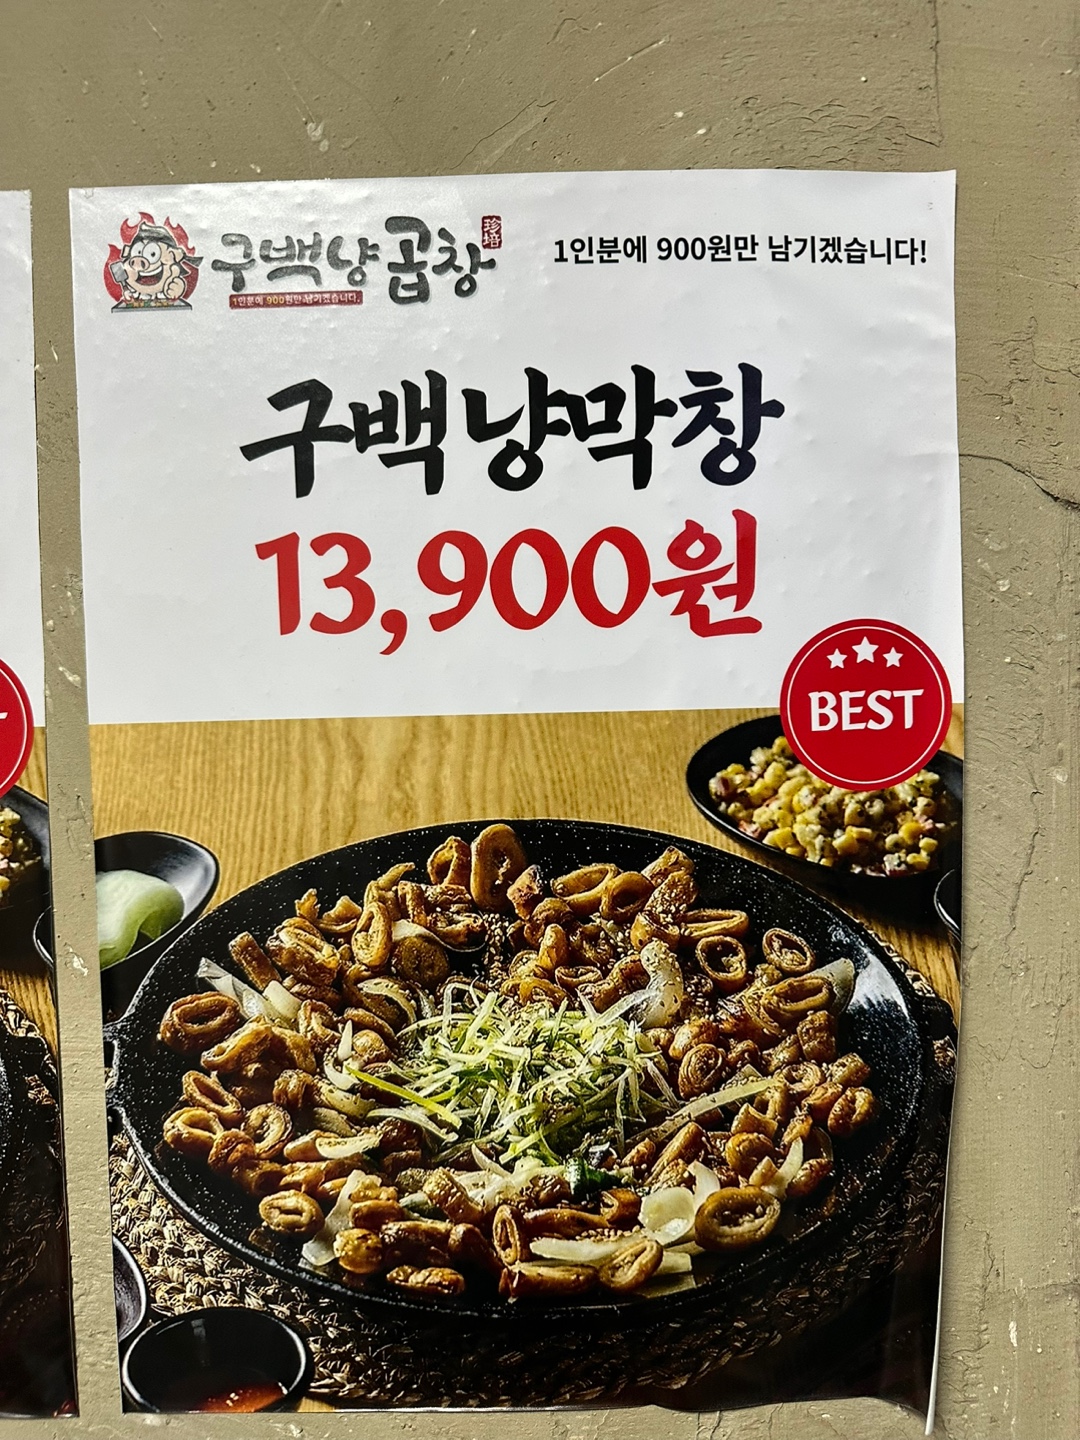 구백냥 곱창
珍培
1인분에 900원만 남기겠습니다.
1인분에 900원만 남기겠습니다!
구백냥막창
13,900원
BEST